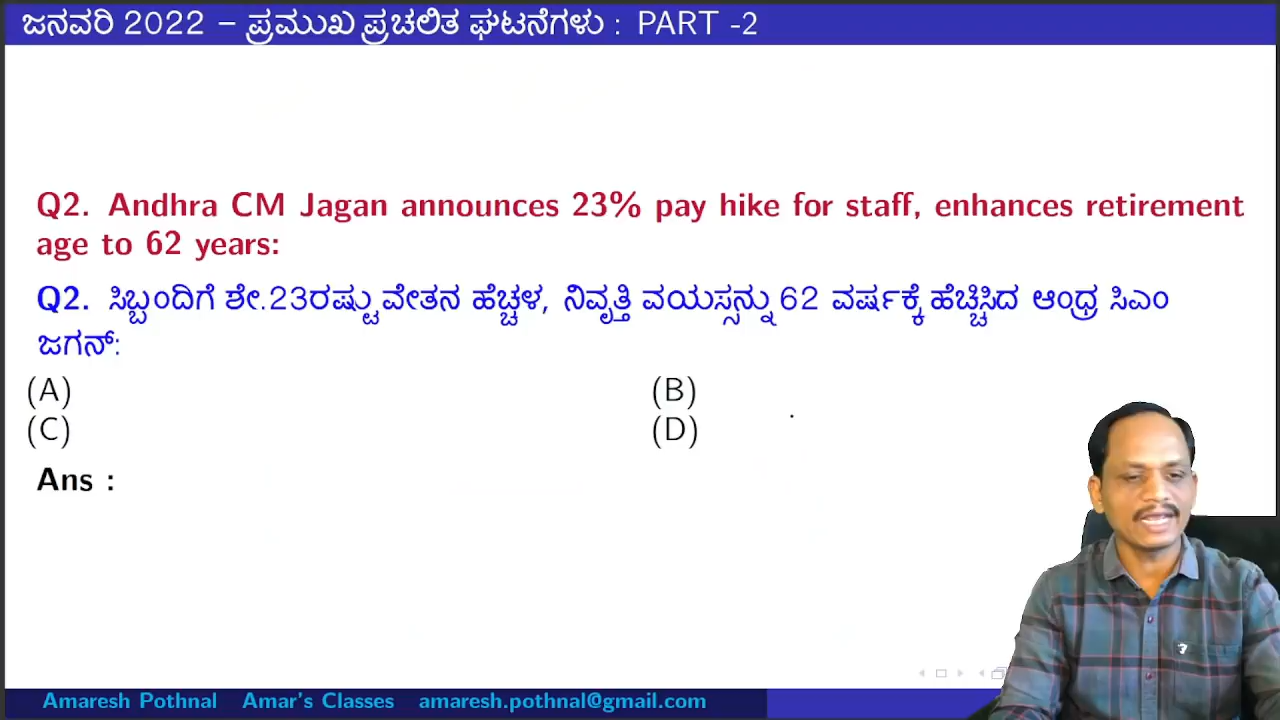 ಜನವರಿ 2022 – ಪ್ರಮುಖ ಪ್ರಚಲಿತ ಘಟನೆಗಳು : PART -2
Q2. Andhra CM Jagan announces 23% pay hike for staff, enhances retirement
age to 62 years:
Q2. ಸಿಬ್ಬಂದಿಗೆ ಶೇ.23ರಷ್ಟು ವೇತನ ಹೆಚ್ಚಳ, ನಿವೃತ್ತಿ ವಯಸ್ಸನ್ನು 62 ವರ್ಷಕ್ಕೆ ಹೆಚ್ಚಿಸಿದ ಆಂಧ್ರ ಸಿಎಂ
ಜಗನ್:
(A) (B)
(C) (D)
Ans :
Amaresh Pothnal Amar's Classes amaresh.pothnal@gmail.com